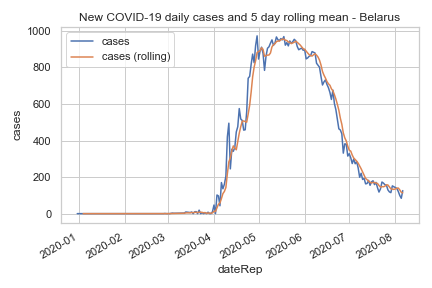 New COVID-19 daily cases and 5 day rolling mean - Belarus
cases
cases (rolling)
1000
800
600
400
200
0
cases
2020-01
2020-02
2020-03
2020-04
2020-05
2020-06
2020-07
2020-08
dateRep